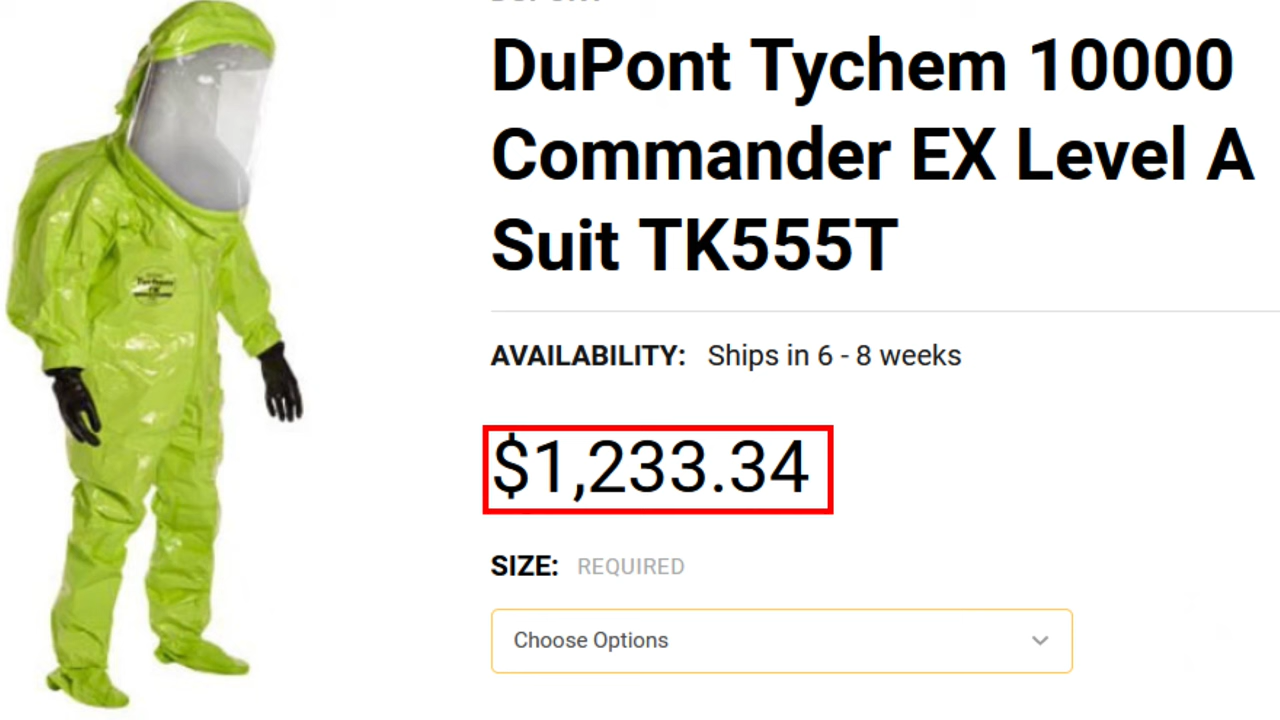 DuPont Tychem 10000
Commander EX Level A
Suit TK555T
AVAILABILITY: Ships in 6 - 8 weeks
$1,233.34
SIZE: REQUIRED
Choose Options